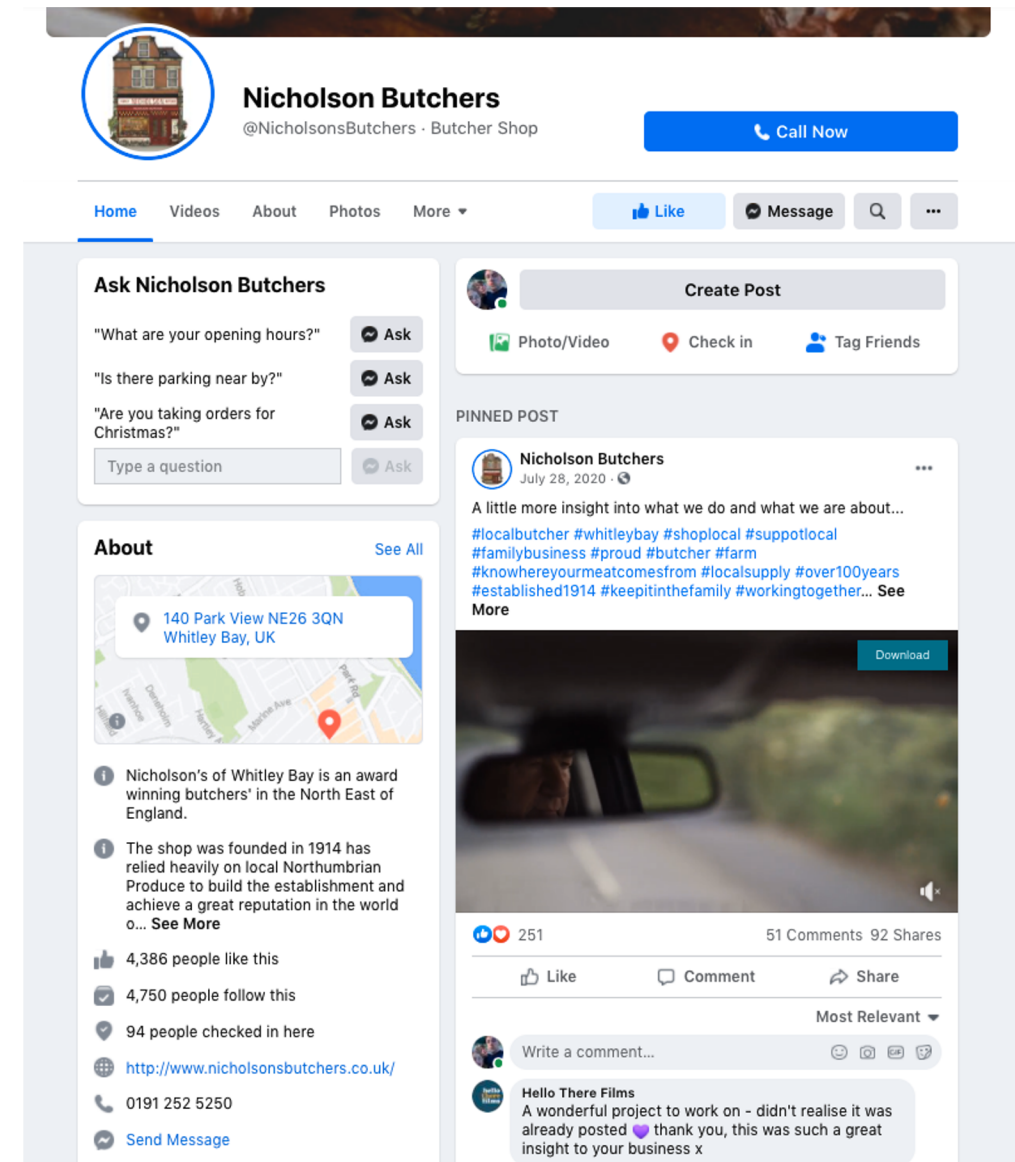 Nicholson Butchers
@NicholsonsButchers · Butcher Shop
Call Now
Home
Videos
About
Photos
More
Like
Message
Ask Nicholson Butchers
"What are your opening hours?"
Ask
"Is there parking near by?"
Ask
"Are you taking orders for
Christmas?"
Ask
Type a question
Ask
About
See All
140 Park View NE26 3QN
Whitley Bay, UK
Park Rd
Marine Ave
Ivanhoe
Denholm
Hartley
Nicholson's of Whitley Bay is an award
winning butchers' in the North East of
England.
The shop was founded in 1914 has
relied heavily on local Northumbrian
Produce to build the establishment and
achieve a great reputation in the world
o... See More
4,386 people like this
4,750 people follow this
94 people checked in here
http://www.nicholsonsbutchers.co.uk/
0191 252 5250
Send Message
Create Post
Photo/Video
Check in
Tag Friends
PINNED POST
Nicholson Butchers
July 28, 2020 ·
A little more insight into what we do and what we are about...
#localbutcher #whitleybay #shoplocal #suppotlocal
#familybusiness #proud #butcher #farm
#knowhereyourmeatcomesfrom #localsupply #over100years
#established1914 #keepitinthefamily #workingtogether... See
More
Download
251
51 Comments 92 Shares
Like
Comment
Share
Most Relevant
Write a comment...
GIF
Hello There Films
A wonderful project to work on - didn't realise it was
already posted 💜 thank you, this was such a great
insight to your business x